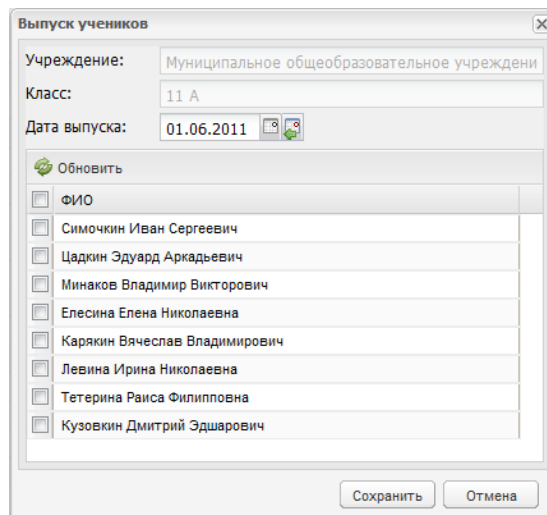 Выпуск учеников
Учреждение: Муниципальное общеобразовательное учреждени
Класс: 11 А
Дата выпуска: 01.06.2011
Обновить
ФИО
Симочкин Иван Сергеевич
Цадкин Эдуард Аркадьевич
Минаков Владимир Викторович
Елесина Елена Николаевна
Карякин Вячеслав Владимирович
Левина Ирина Николаевна
Тетерина Раиса Филипповна
Кузовкин Дмитрий Эдшарович
Сохранить Отмена